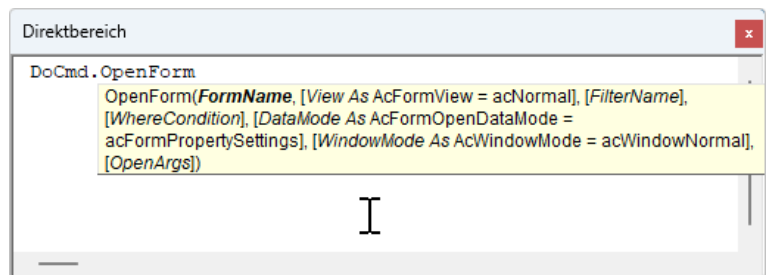 Direktbereich
x
DoCmd.OpenForm
OpenForm(FormName, [View As AcFormView = acNormal], [FilterName],
[WhereCondition], [DataMode As AcFormOpenDataMode =
acFormPropertySettings], [WindowMode As AcWindowMode = acWindowNormal],
[OpenArgs])